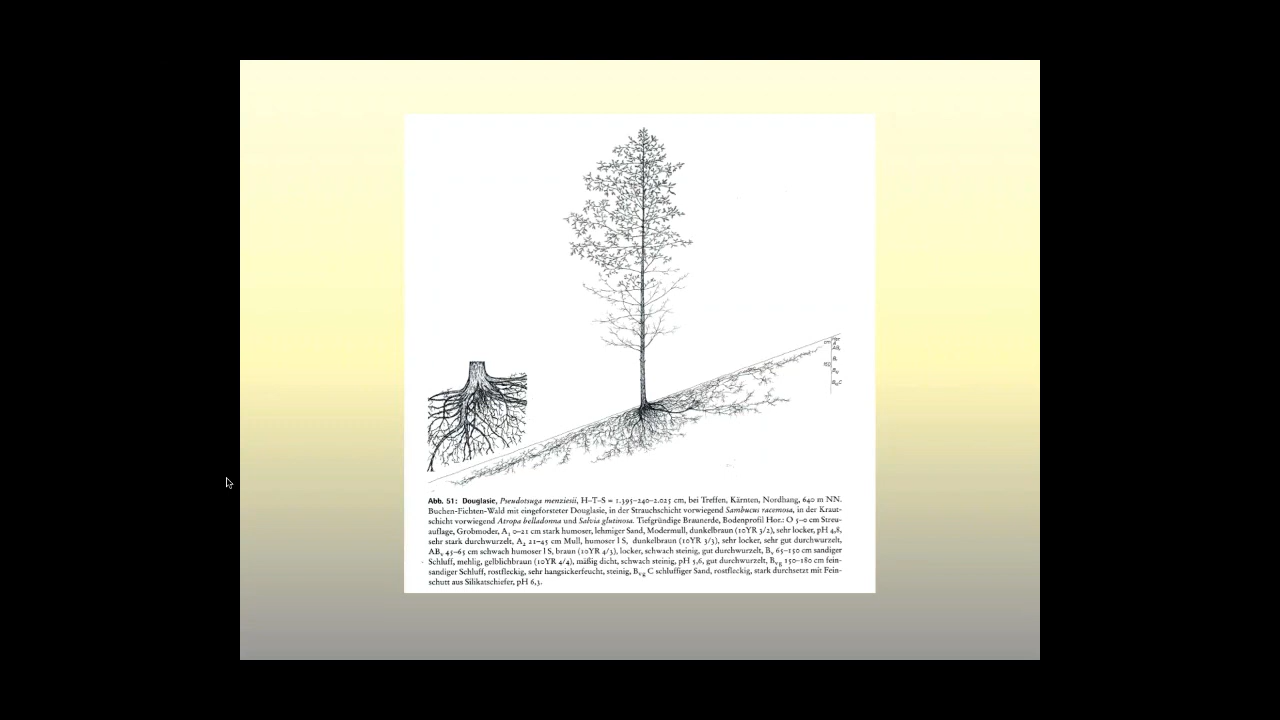 cm Hor.
A
AB,
150 B,
Abb. 51: Douglasie, Pseudotsuga menziesii, H–T–S = 1.395–240–2.025 cm, bei Treffen, Kärnten, Nordhang, 640 m NN.
Buchen-Fichten-Wald mit eingeforsteter Douglasie, in der Strauchschicht vorwiegend Sambucus racemosa, in der Kraut-
schicht vorwiegend Atropa belladonna und Salvia glutinosa. Tiefgründige Braunerde, Bodenprofil Hor.: O 5–0 cm Streu-
auflage, Grobmoder, A₁ 0–21 cm stark humoser, lehmiger Sand, Modermull, dunkelbraun (10YR 3/2), sehr locker, pH 4,8,
sehr stark durchwurzelt, A₂ 21–45 cm Mull, humoser l S, dunkelbraun (10YR 3/3), sehr locker, sehr gut durchwurzelt,
ABᵥ 45–65 cm schwach humoser l S, braun (10YR 4/3), locker, schwach steinig, gut durchwurzelt, Bᵥ 65–150 cm sandiger
Schluff, mehlig, gelblichbraun (10YR 4/4), mäßig dicht, schwach steinig, pH 5,6, gut durchwurzelt, Bvg 150–180 cm fein-
sandiger Schluff, rostfleckig, sehr hangsickerfeucht, steinig, Bvg C schluffiger Sand, rostfleckig, stark durchsetzt mit Fein-
schutt aus Silikatschiefer, pH 6,3.